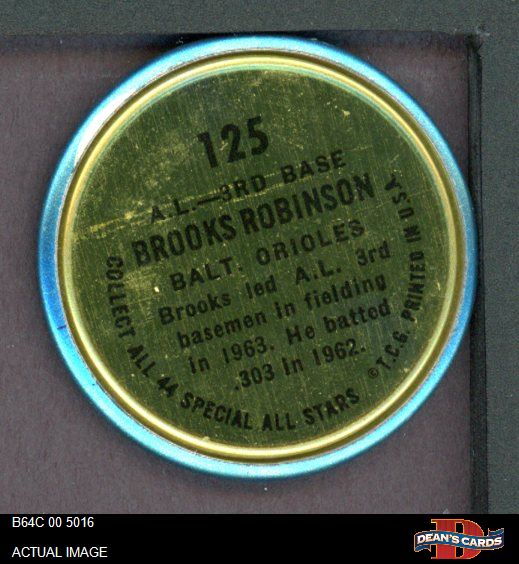 125
A.L.—3RD BASE
BROOKS ROBINSON
BALT. ORIOLES
Brooks led A.L. 3rd
basemen in fielding
in 1963. He batted
.303 in 1962.
COLLECT ALL 44 SPECIAL ALL STARS
©T.C.G. PRINTED IN U.S.A.
B64C 00 5016
ACTUAL IMAGE
D
DEAN'S CARDS